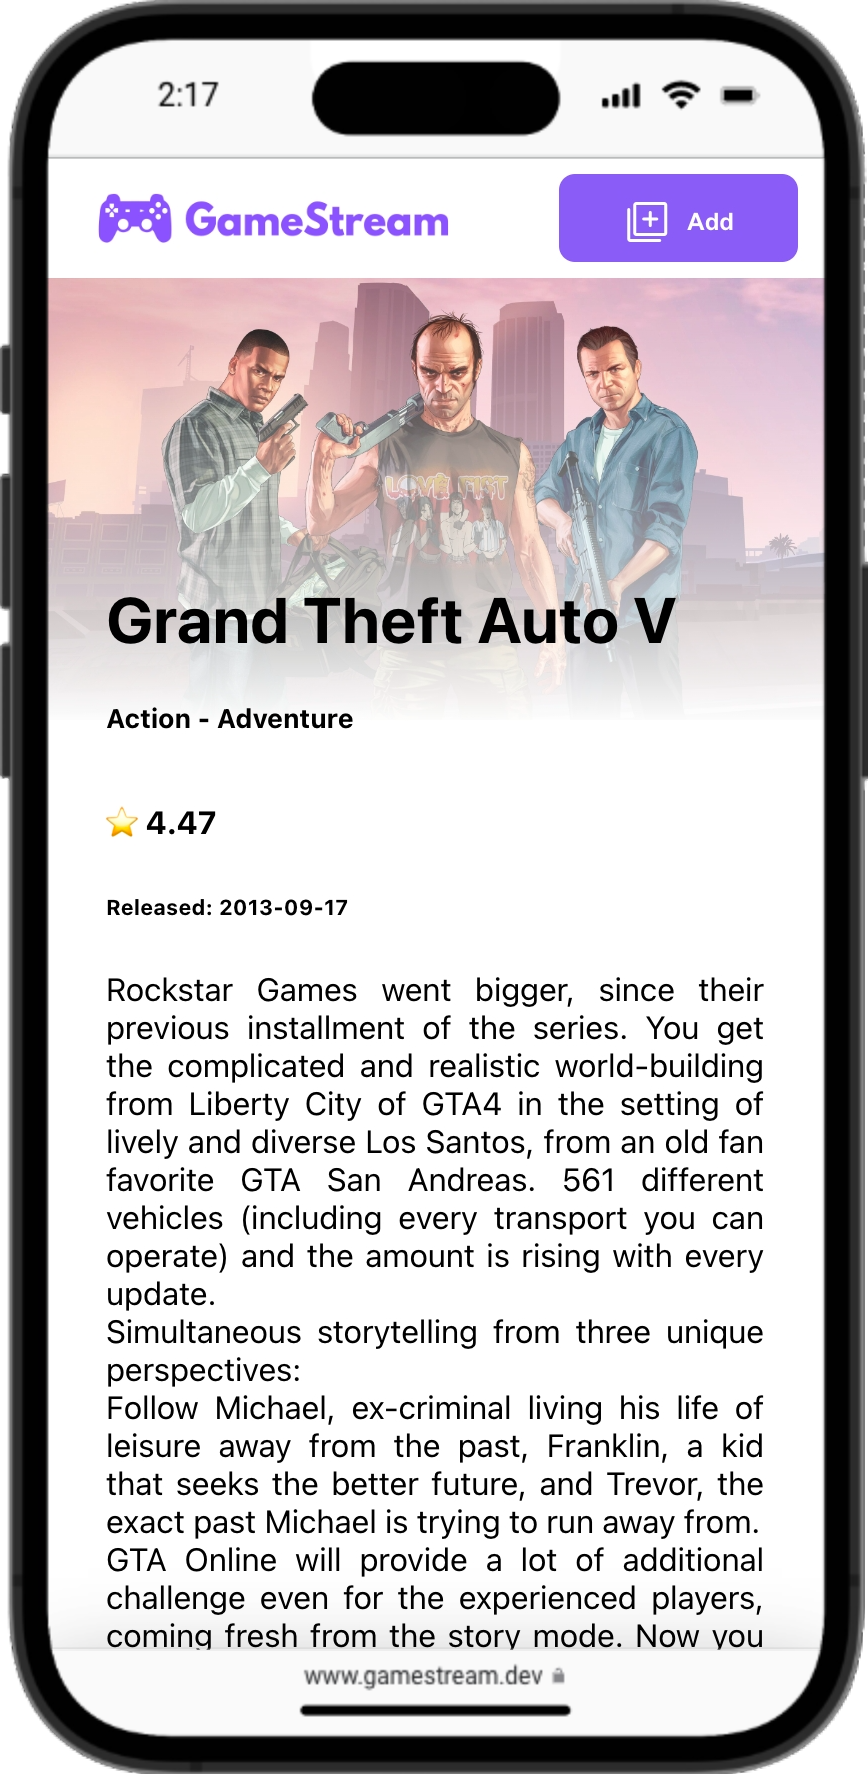 2:17
GameStream
Add
LOVE FIST
Grand Theft Auto V
Action - Adventure
4.47
Released: 2013-09-17
Rockstar Games went bigger, since their
previous installment of the series. You get
the complicated and realistic world-building
from Liberty City of GTA4 in the setting of
lively and diverse Los Santos, from an old fan
favorite GTA San Andreas. 561 different
vehicles (including every transport you can
operate) and the amount is rising with every
update.
Simultaneous storytelling from three unique
perspectives:
Follow Michael, ex-criminal living his life of
leisure away from the past, Franklin, a kid
that seeks the better future, and Trevor, the
exact past Michael is trying to run away from.
GTA Online will provide a lot of additional
challenge even for the experienced players,
coming fresh from the story mode. Now you
www.gamestream.dev